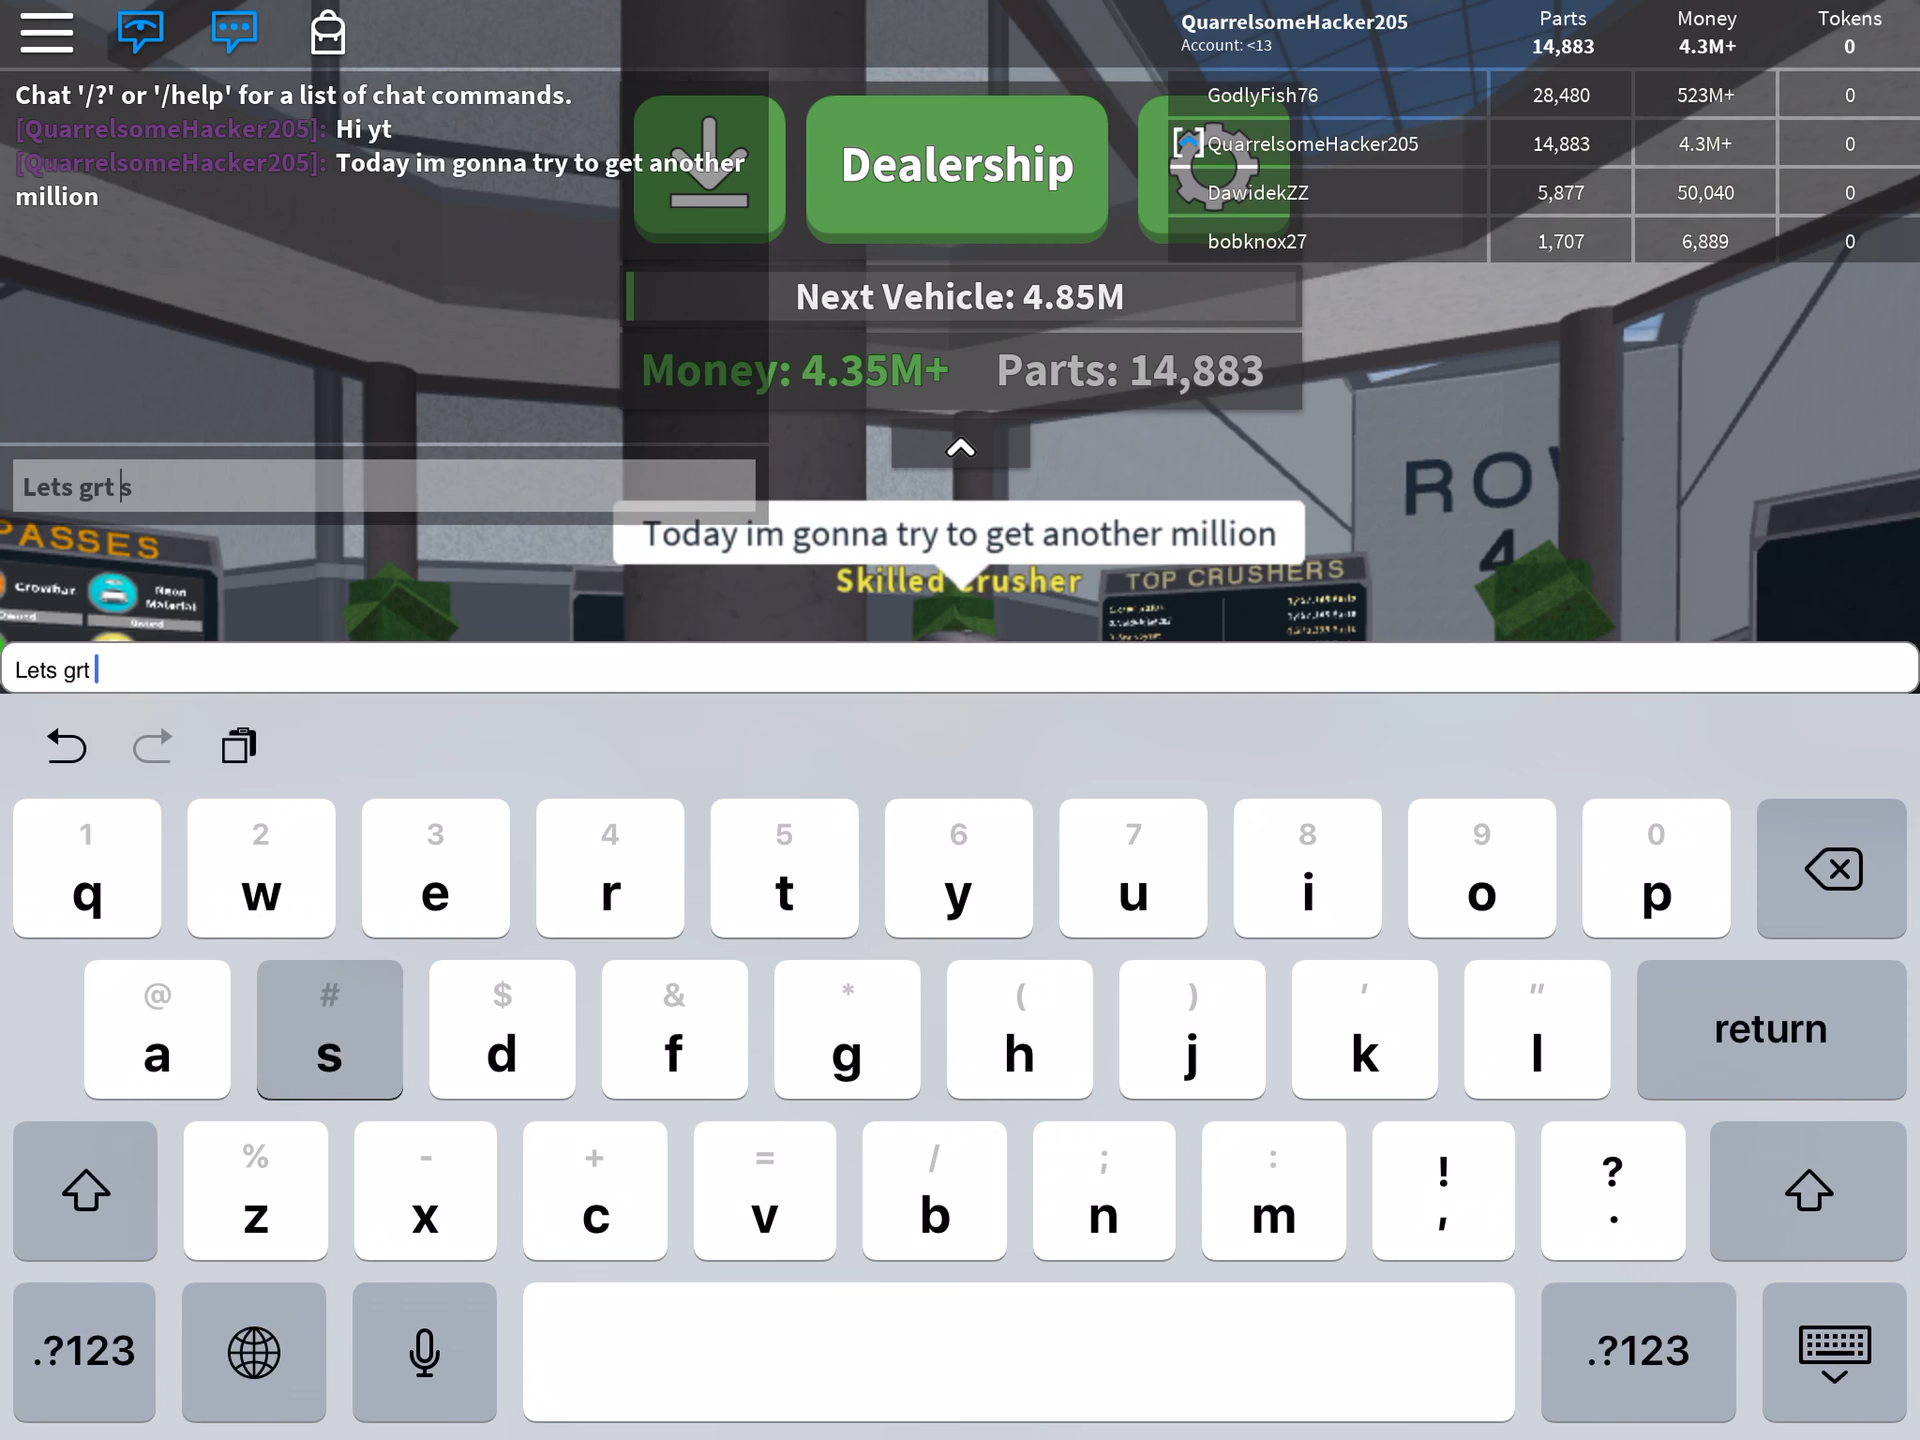 QuarrelsomeHacker205
Account: <13
Parts
14,883
Money
4.3M+
Tokens
0
GodlyFish76 28,480 523M+ 0
QuarrelsomeHacker205 14,883 4.3M+ 0
DawidekZZ 5,877 50,040 0
bobknox27 1,707 6,889 0
Chat '/?' or '/help' for a list of chat commands.
[QuarrelsomeHacker205]: Hi yt
[QuarrelsomeHacker205]: Today im gonna try to get another
million
Dealership
Next Vehicle: 4.85M
Money: 4.35M+ Parts: 14,883
Lets grt s
Today im gonna try to get another million
Skilled Crusher
PASSES
Crowbar
Neon
Material
Owned
TOP CRUSHERS
RO
4
Lets grt
1 2 3 4 5 6 7 8 9 0
q w e r t y u i o p
@ # $ & * ( ) ' "
a s d f g h j k l return
% - + = / ; : ! ?
z x c v b n m , .
.?123 .?123